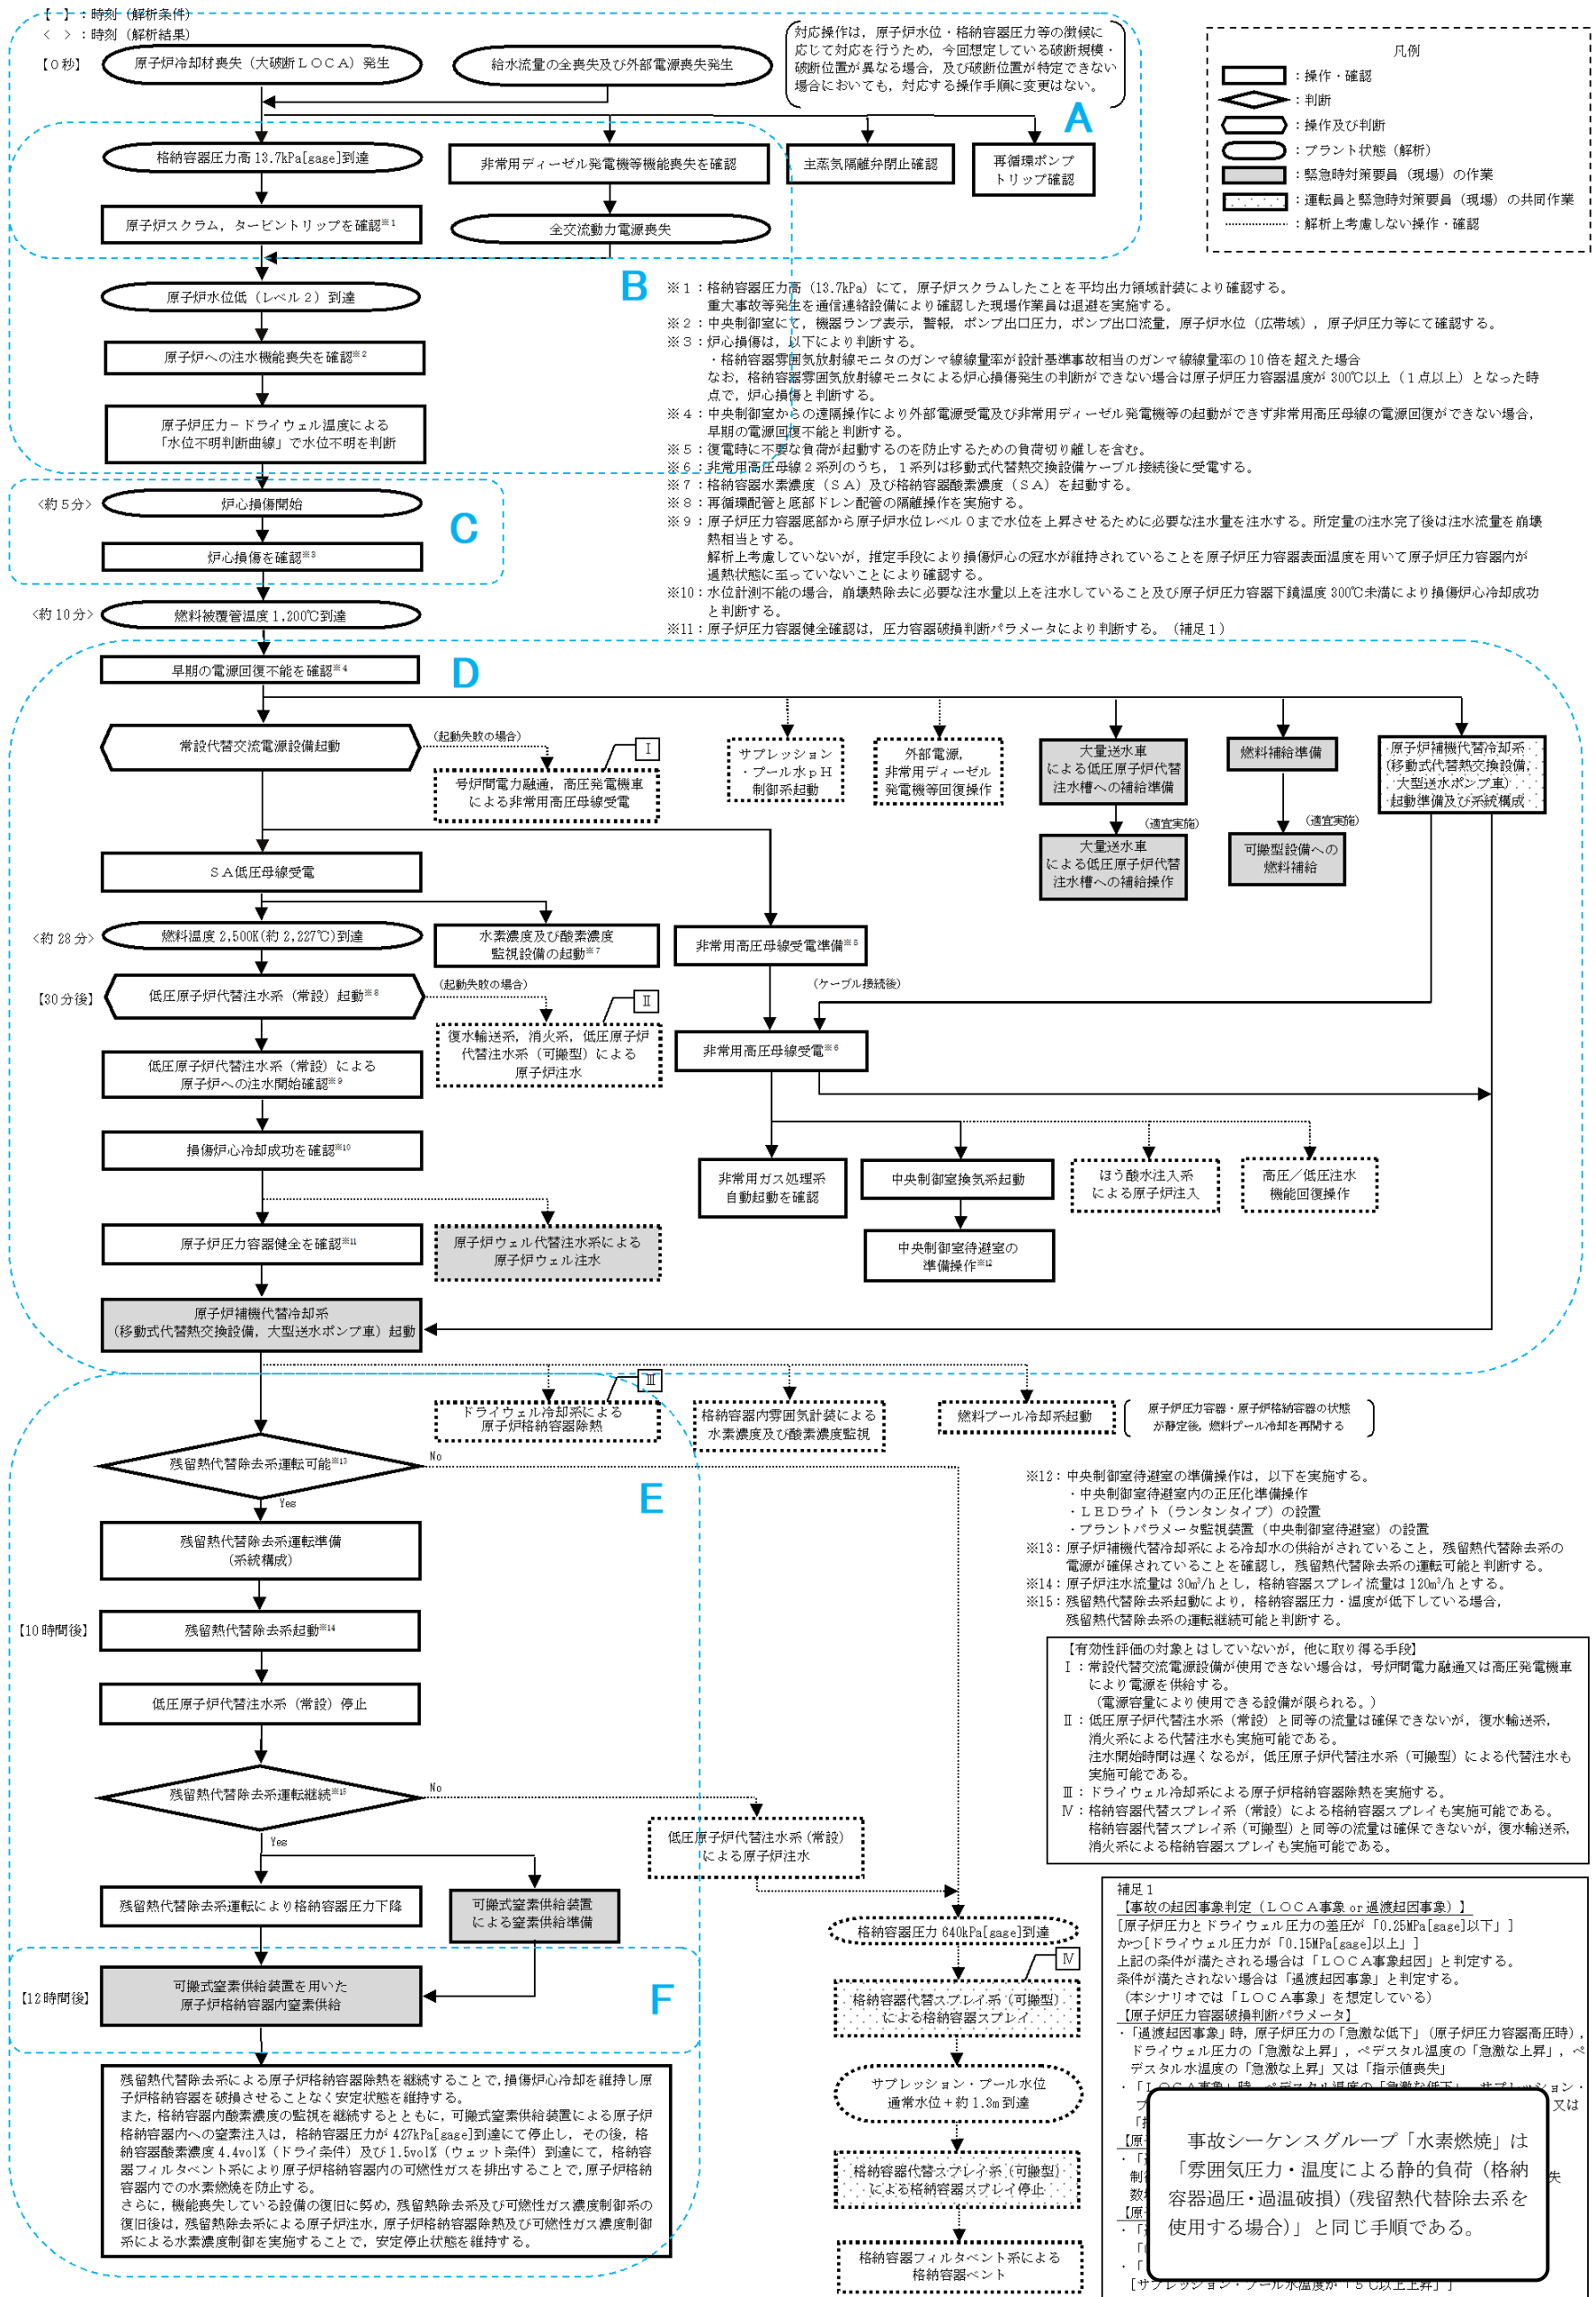 【　】：時刻（解析条件）
＜　＞：時刻（解析結果）
【0秒】
原子炉冷却材喪失（大破断ＬＯＣＡ）発生
給水流量の全喪失及び外部電源喪失発生
対応操作は，原子炉水位・格納容器圧力等の徴候に
応じて対応を行うため，今回想定している破断規模・
破断位置が異なる場合，及び破断位置が特定できない
場合においても，対応する操作手順に変更はない。
凡例
：操作・確認
：判断
：操作及び判断
：プラント状態（解析）
：緊急時対策要員（現場）の作業
：運転員と緊急時対策要員（現場）の共同作業
：解析上考慮しない操作・確認
A
格納容器圧力高13.7kPa[gage]到達
非常用ディーゼル発電機等機能喪失を確認
主蒸気隔離弁閉止確認
再循環ポンプ
トリップ確認
原子炉スクラム，タービントリップを確認※1
全交流動力電源喪失
B
原子炉水位低（レベル２）到達
原子炉への注水機能喪失を確認※2
原子炉圧力－ドライウェル温度による
「水位不明判断曲線」で水位不明を判断
※１：格納容器圧力高（13.7kPa）にて，原子炉スクラムしたことを平均出力領域計装により確認する。
重大事故等発生を通信連絡設備により確認した現場作業員は退避を実施する。
※２：中央制御室にて，機器ランプ表示，警報，ポンプ出口圧力，ポンプ出口流量，原子炉水位（広帯域），原子炉圧力等にて確認する。
※３：炉心損傷は，以下により判断する。
・格納容器雰囲気放射線モニタのガンマ線線量率が設計基準事故相当のガンマ線線量率の10倍を超えた場合
なお，格納容器雰囲気放射線モニタによる炉心損傷発生の判断ができない場合は原子炉圧力容器温度が300℃以上（１点以上）となった時
点で，炉心損傷と判断する。
※４：中央制御室からの遠隔操作により外部電源受電及び非常用ディーゼル発電機等の起動ができず非常用高圧母線の電源回復ができない場合，
早期の電源回復不能と判断する。
※５：復電時に不要な負荷が起動するのを防止するための負荷切り離しを含む。
※６：非常用高圧母線２系列のうち，１系列は移動式代替熱交換設備ケーブル接続後に受電する。
※７：格納容器水素濃度（ＳＡ）及び格納容器酸素濃度（ＳＡ）を起動する。
※８：再循環配管と底部ドレン配管の隔離操作を実施する。
※９：原子炉圧力容器底部から原子炉水位レベル０まで水位を上昇させるために必要な注水量を注水する。所定量の注水完了後は注水流量を崩壊
熱相当とする。
解析上考慮していないが，推定手段により損傷炉心の冠水が維持されていることを原子炉圧力容器表面温度を用いて原子炉圧力容器内が
過熱状態に至っていないことにより確認する。
※10：水位計測不能の場合，崩壊熱除去に必要な注水量以上を注水していること及び原子炉圧力容器下鏡温度300℃未満により損傷炉心冷却成功
と判断する。
※11：原子炉圧力容器健全確認は，圧力容器破損判断パラメータにより判断する。（補足１）
＜約５分＞
炉心損傷開始
C
炉心損傷を確認※3
＜約10分＞
燃料被覆管温度1,200℃到達
D
早期の電源回復不能を確認※4
常設代替交流電源設備起動
（起動失敗の場合）
Ⅰ
号炉間電力融通，高圧発電機車
による非常用高圧母線受電
サプレッション
・プール水ｐＨ
制御系起動
外部電源，
非常用ディーゼル
発電機等回復操作
大量送水車
による低圧原子炉代替
注水槽への補給準備
燃料補給準備
原子炉補機代替冷却系
(移動式代替熱交換設備，
大型送水ポンプ車)
起動準備及び系統構成
（適宜実施）
（適宜実施）
大量送水車
による低圧原子炉代替
注水槽への補給操作
可搬型設備への
燃料補給
ＳＡ低圧母線受電
＜約28分＞
燃料温度2,500K(約2,227℃)到達
水素濃度及び酸素濃度
監視設備の起動※7
非常用高圧母線受電準備※5
【30分後】
低圧原子炉代替注水系（常設）起動※8
（起動失敗の場合）
（ケーブル接続後）
Ⅱ
復水輸送系，消火系，低圧原子炉
代替注水系（可搬型）による
原子炉注水
非常用高圧母線受電※6
低圧原子炉代替注水系（常設）による
原子炉への注水開始確認※9
損傷炉心冷却成功を確認※10
非常用ガス処理系
自動起動を確認
中央制御室換気系起動
ほう酸水注入系
による原子炉注入
高圧／低圧注水
機能回復操作
原子炉圧力容器健全を確認※11
原子炉ウェル代替注水系による
原子炉ウェル注水
中央制御室待避室の
準備操作※12
原子炉補機代替冷却系
(移動式代替熱交換設備，大型送水ポンプ車）起動
Ⅲ
ドライウェル冷却系による
原子炉格納容器除熱
格納容器内雰囲気計装による
水素濃度及び酸素濃度監視
燃料プール冷却系起動
原子炉圧力容器・原子炉格納容器の状態
が静定後，燃料プール冷却を再開する
残留熱代替除去系運転可能※13
No
Yes
E
残留熱代替除去系運転準備
(系統構成)
【10時間後】
残留熱代替除去系起動※14
低圧原子炉代替注水系（常設）停止
残留熱代替除去系運転継続※15
No
Yes
※12：中央制御室待避室の準備操作は，以下を実施する。
・中央制御室待避室内の正圧化準備操作
・ＬＥＤライト（ランタンタイプ）の設置
・プラントパラメータ監視装置（中央制御室待避室）の設置
※13：原子炉補機代替冷却系による冷却水の供給がされていること，残留熱代替除去系の
電源が確保されていることを確認し，残留熱代替除去系の運転可能と判断する。
※14：原子炉注水流量は30m³/hとし，格納容器スプレイ流量は120m³/hとする。
※15：残留熱代替除去系起動により，格納容器圧力・温度が低下している場合，
残留熱代替除去系の運転継続可能と判断する。
【有効性評価の対象とはしていないが，他に取り得る手段】
Ⅰ：常設代替交流電源設備が使用できない場合は，号炉間電力融通又は高圧発電機車
により電源を供給する。
（電源容量により使用できる設備が限られる。）
Ⅱ：低圧原子炉代替注水系（常設）と同等の流量は確保できないが，復水輸送系，
消火系による代替注水も実施可能である。
注水開始時間は遅くなるが，低圧原子炉代替注水系（可搬型）による代替注水も
実施可能である。
Ⅲ：ドライウェル冷却系による原子炉格納容器除熱を実施する。
Ⅳ：格納容器代替スプレイ系（常設）による格納容器スプレイも実施可能である。
格納容器代替スプレイ系（可搬型）と同等の流量は確保できないが，復水輸送系，
消火系による格納容器スプレイも実施可能である。
低圧原子炉代替注水系（常設）
による原子炉注水
残留熱代替除去系運転により格納容器圧力下降
可搬式窒素供給装置
による窒素供給準備
格納容器圧力640kPa[gage]到達
Ⅳ
【12時間後】
可搬式窒素供給装置を用いた
原子炉格納容器内窒素供給
F
格納容器代替スプレイ系（可搬型）
による格納容器スプレイ
サプレッション・プール水位
通常水位＋約1.3m到達
格納容器代替スプレイ系（可搬型）
による格納容器スプレイ停止
格納容器フィルタベント系による
格納容器ベント
残留熱代替除去系による原子炉格納容器除熱を継続することで，損傷炉心冷却を維持し原
子炉格納容器を破損させることなく安定状態を維持する。
また，格納容器内酸素濃度の監視を継続するとともに，可搬式窒素供給装置による原子炉
格納容器内への窒素注入は，格納容器圧力が427kPa[gage]到達にて停止し，その後，格
納容器酸素濃度4.4vol%（ドライ条件）及び1.5vol%（ウェット条件）到達にて，格納容
器フィルタベント系により原子炉格納容器内の可燃性ガスを排出することで，原子炉格納
容器内での水素燃焼を防止する。
さらに，機能喪失している設備の復旧に努め，残留熱除去系及び可燃性ガス濃度制御系の
復旧後は，残留熱除去系による原子炉注水，原子炉格納容器除熱及び可燃性ガス濃度制御
系による水素濃度制御を実施することで，安定停止状態を維持する。
補足１
【事故の起因事象判定（ＬＯＣＡ事象 or 過渡起因事象）】
[原子炉圧力とドライウェル圧力の差圧が「0.25MPa[gage]以下」]
かつ[ドライウェル圧力が「0.15MPa[gage]以上」]
上記の条件が満たされる場合は「ＬＯＣＡ事象起因」と判定する。
条件が満たされない場合は「過渡起因事象」と判定する。
（本シナリオでは「ＬＯＣＡ事象」を想定している）
【原子炉圧力容器破損判断パラメータ】
・「過渡起因事象」時，原子炉圧力の「急激な低下」（原子炉圧力容器高圧時），
ドライウェル圧力の「急激な上昇」，ペデスタル温度の「急激な上昇」，ペ
デスタル水温度の「急激な上昇」又は「指示値喪失」
又は
事故シーケンスグループ「水素燃焼」は
「雰囲気圧力・温度による静的負荷（格納
容器過圧・過温破損）（残留熱代替除去系を
使用する場合）」と同じ手順である。